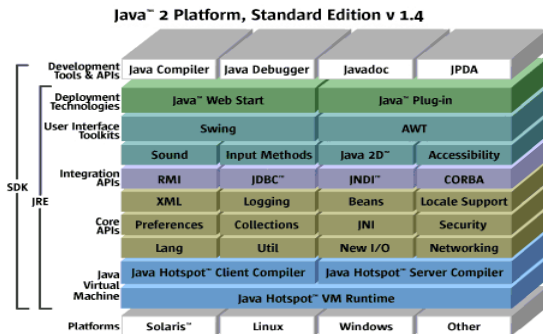 Java™ 2 Platform, Standard Edition v 1.4
Development Tools & APIs
Java Compiler
Java Debugger
Javadoc
JPDA
SDK
JRE
Deployment Technologies
Java™ Web Start
Java™ Plug-in
User Interface Toolkits
Swing
AWT
Sound
Input Methods
Java 2D™
Accessibility
Integration APIs
RMI
JDBC™
JNDI™
CORBA
Core APIs
XML
Logging
Beans
Locale Support
Preferences
Collections
JNI
Security
Lang
Util
New I/O
Networking
Java Virtual Machine
Java Hotspot™ Client Compiler
Java Hotspot™ Server Compiler
Java Hotspot™ VM Runtime
Platforms
Solaris™
Linux
Windows
Other